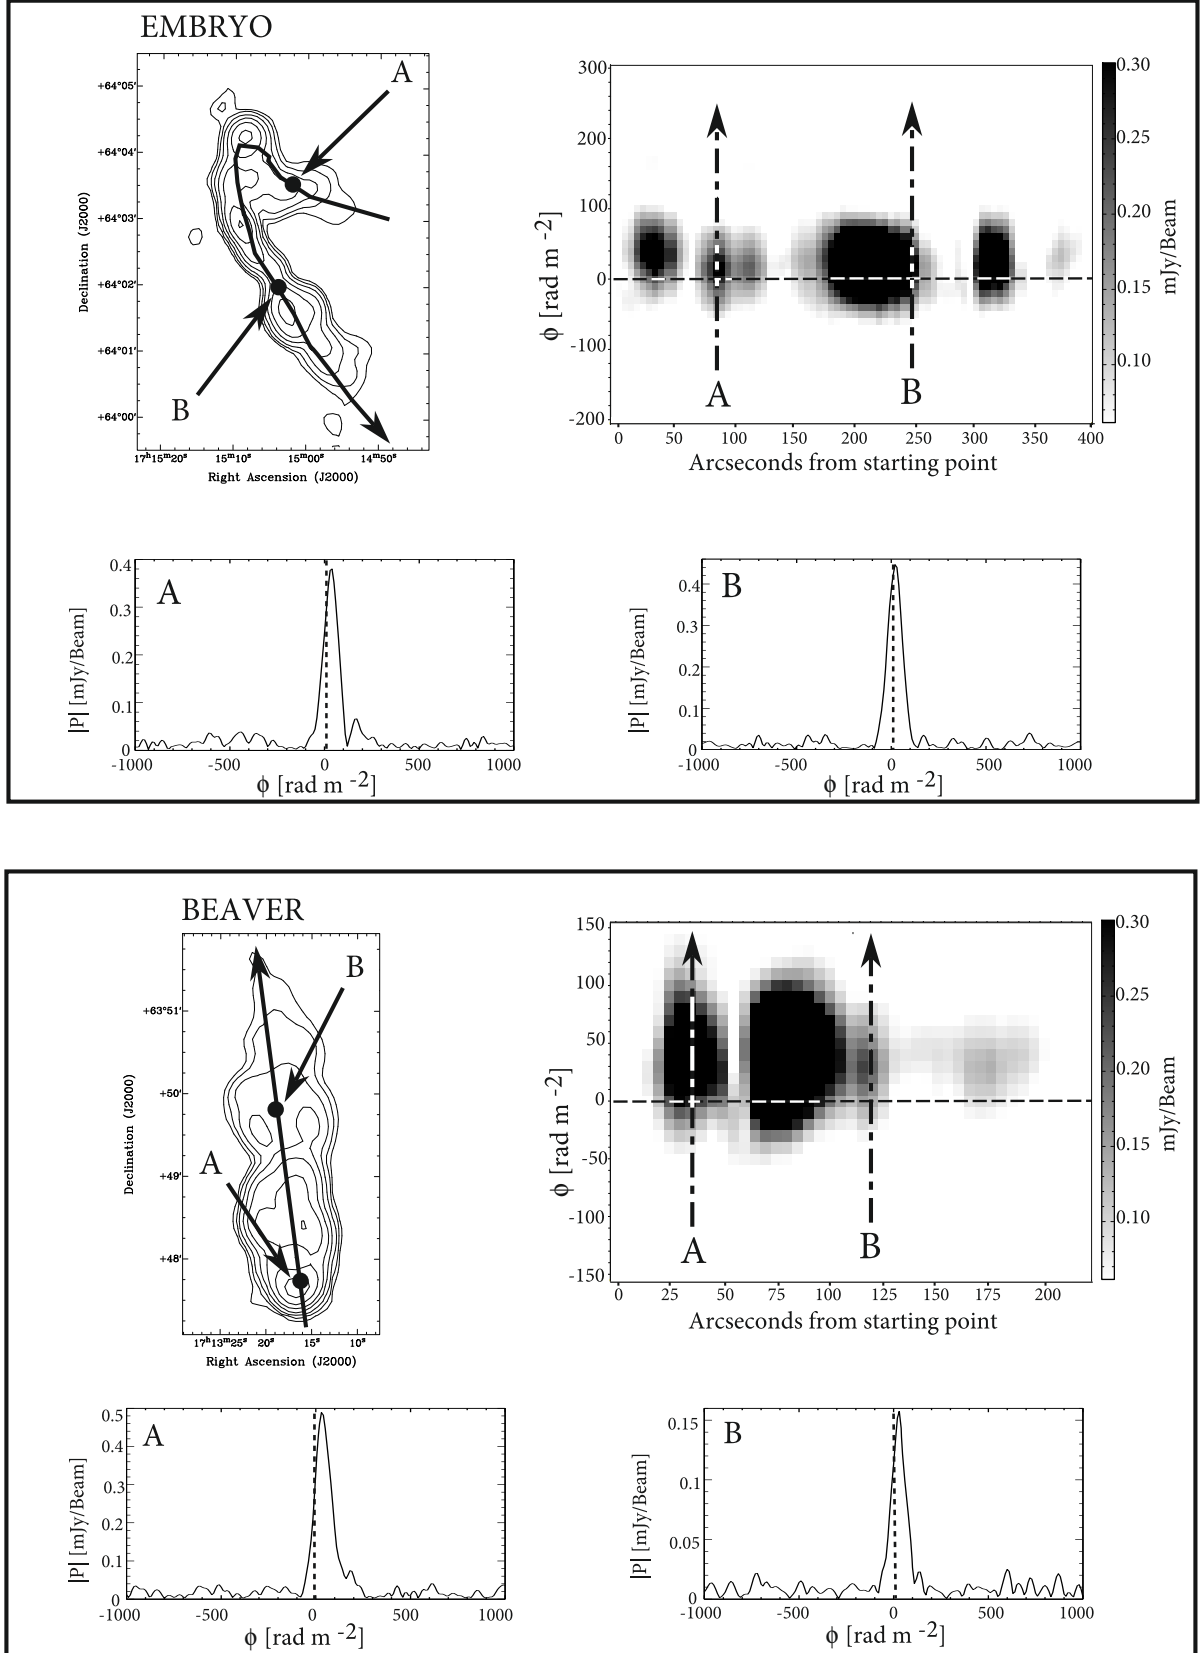 EMBRYO
A
+64°05'
+64°04'
+64°03'
+64°02'
+64°01'
+64°00'
Declination (J2000)
B
17ʰ15ᵐ20ˢ 15ᵐ10ˢ 15ᵐ00ˢ 14ᵐ50ˢ
Right Ascension (J2000)
300
200
100
0
-100
-200
ϕ [rad m -2]
A B
0 50 100 150 200 250 300 350 400
Arcseconds from starting point
0.30
0.25
0.20
0.15
0.10
mJy/Beam
A
0.4
0.3
0.2
0.1
0
|P| [mJy/Beam]
-1000 -500 0 500 1000
ϕ [rad m -2]
B
0.4
0.3
0.2
0.1
0
|P| [mJy/Beam]
-1000 -500 0 500 1000
ϕ [rad m -2]
BEAVER
B
A
+63°51'
+50'
+49'
+48'
Declination (J2000)
17ʰ13ᵐ25ˢ 20ˢ 15ˢ 10ˢ
Right Ascension (J2000)
150
100
50
0
-50
-100
-150
ϕ [rad m -2]
A B
0 25 50 75 100 125 150 175 200
Arcseconds from starting point
0.30
0.25
0.20
0.15
0.10
mJy/Beam
A
0.5
0.4
0.3
0.2
0.1
0
|P| [mJy/Beam]
-1000 -500 0 500 1000
ϕ [rad m -2]
B
0.15
0.1
0.05
0
|P| [mJy/Beam]
-1000 -500 0 500 1000
ϕ [rad m -2]